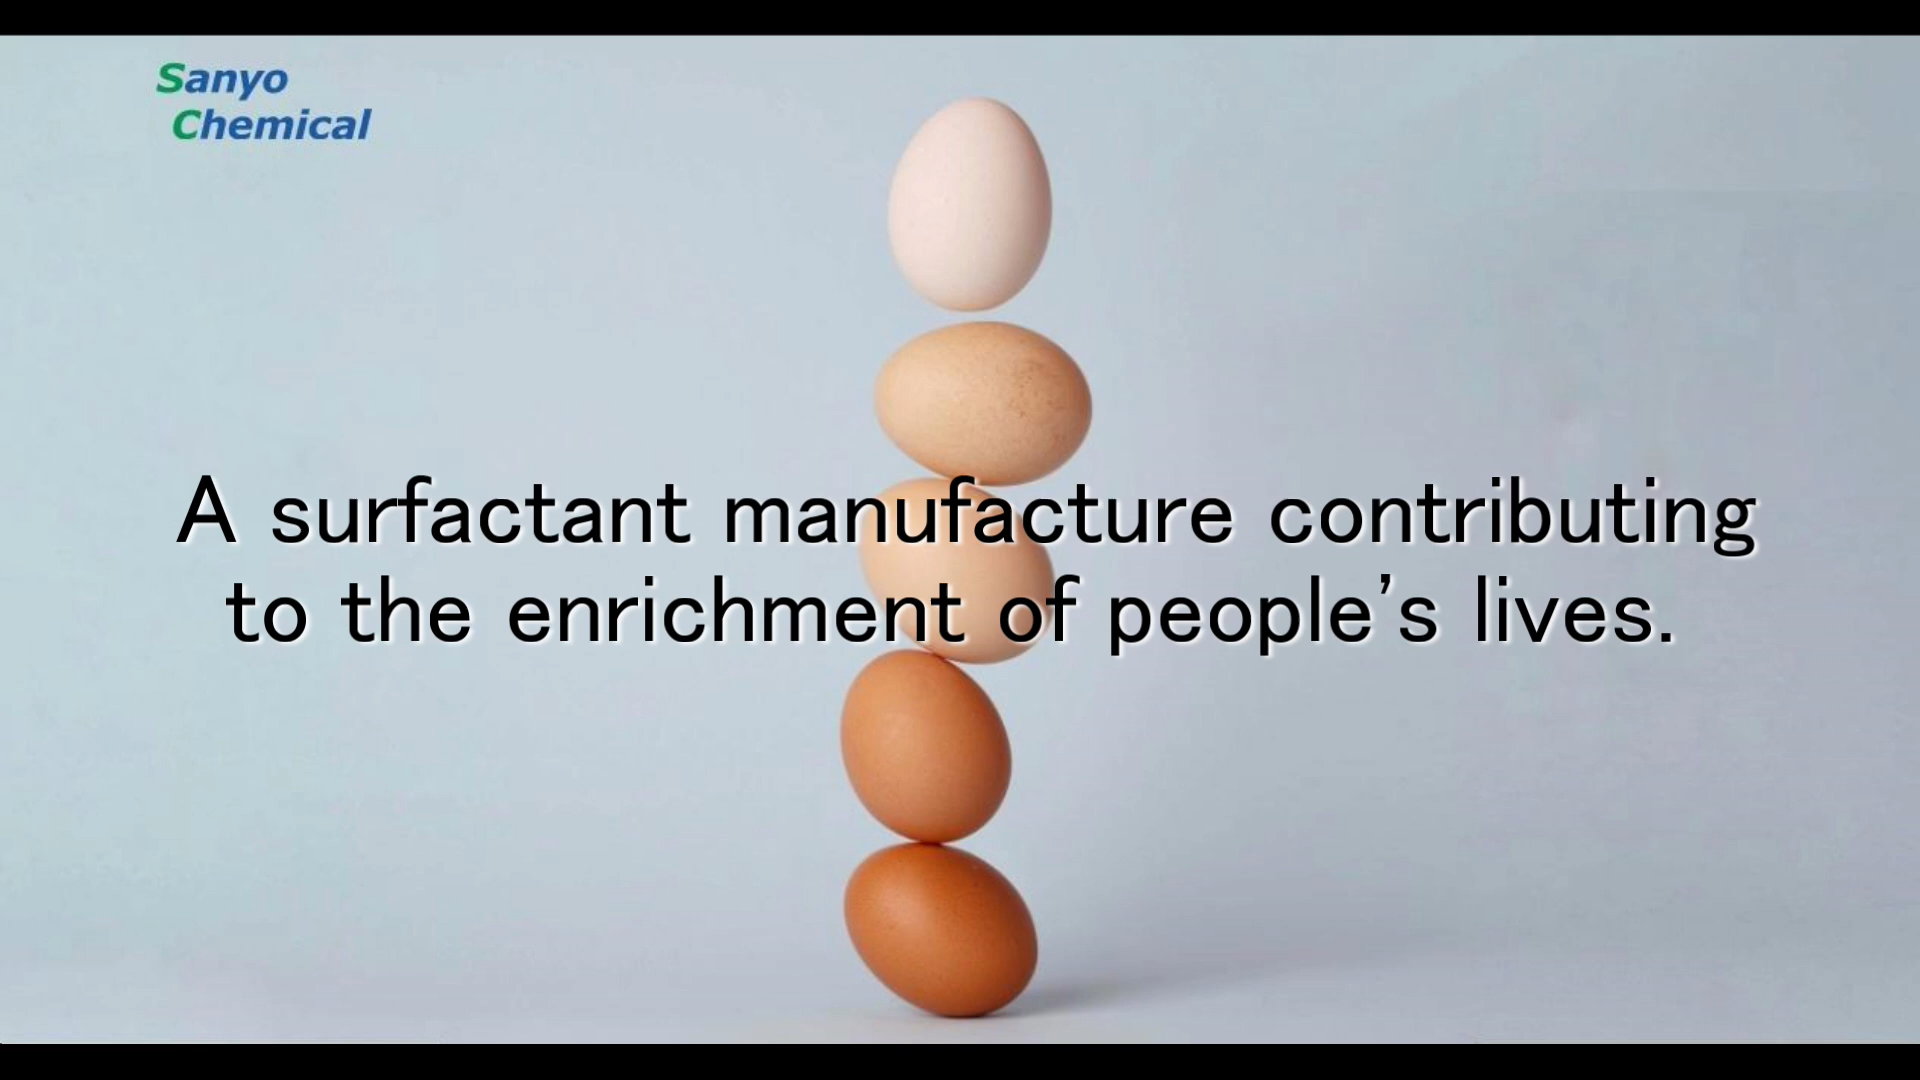 Sanyo
Chemical
A surfactant manufacture contributing
to the enrichment of people's lives.